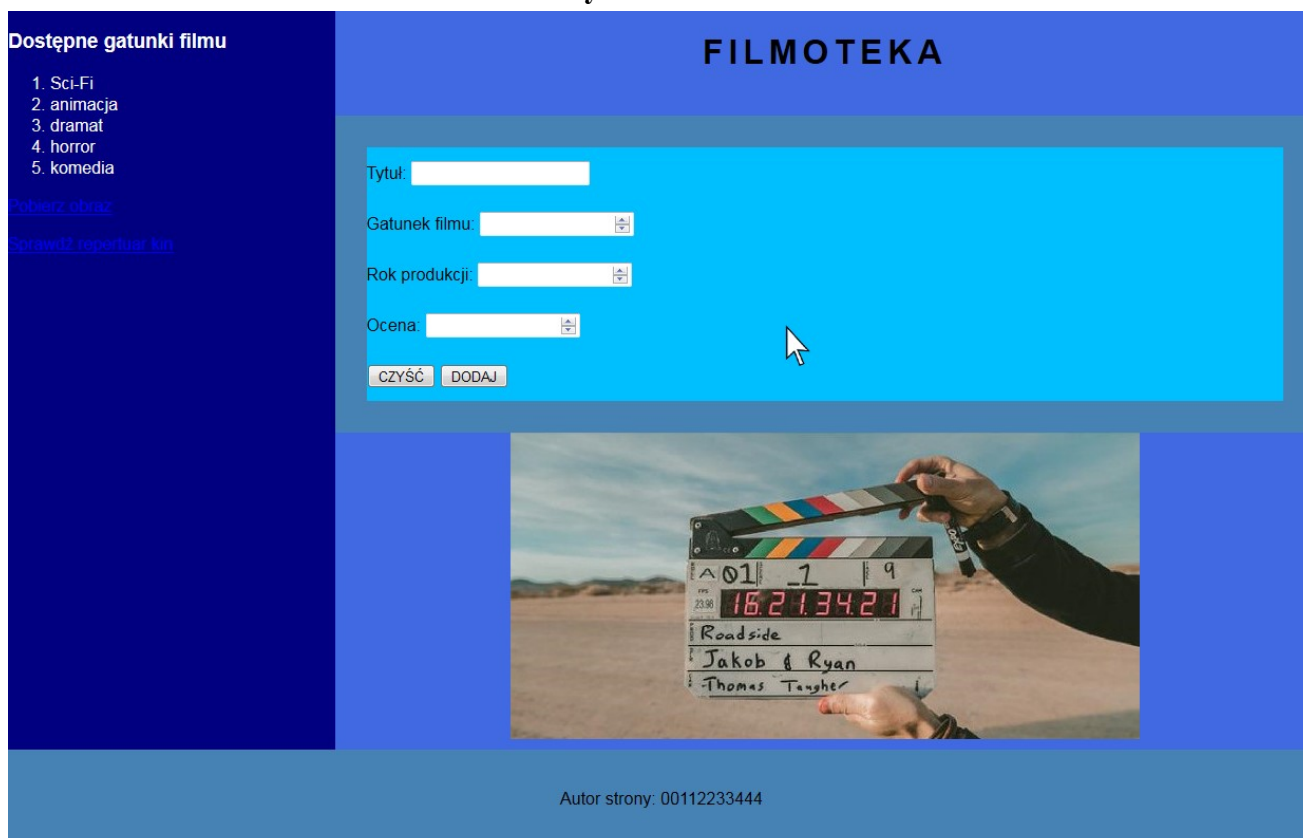 Dostępne gatunki filmu
1. Sci-Fi
2. animacja
3. dramat
4. horror
5. komedia
Pobierz obraz
Sprawdź repertuar kin
FILMOTEKA
Tytuł:
Gatunek filmu:
Rok produkcji:
Ocena:
CZYŚĆ DODAJ
A 01 1 9
23.98 16.21.34.21
Roadside
Jakob & Ryan
Thomas Taugher
Autor strony: 00112233444